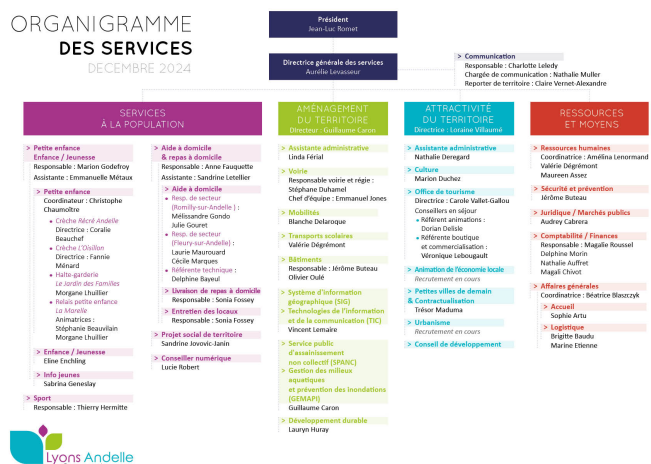 ORGANIGRAMME
DES SERVICES
DECEMBRE 2024
Président
Jean-Luc Romet
Directrice générale des services
Aurélie Levasseur
> Communication
Responsable : Charlotte Leledy
Chargée de communication : Nathalie Muller
Reporter de territoire : Claire Vernet-Alexandre
SERVICES
À LA POPULATION
> Petite enfance
Enfance / Jeunesse
Responsable : Marion Godefroy
Assistante : Emmanuelle Métaux
> Petite enfance
Coordinateur : Christophe
Chaumoître
• Crèche Récré Andelle
Directrice : Coralie
Beauchef
• Crèche L'Oisillon
Directrice : Fannie
Ménard
• Halte-garderie
Le Jardin des Familles
Morgane Lhuillier
• Relais petite enfance
La Marelle
Animatrices :
Stéphanie Beauvilain
Morgane Lhuillier
> Enfance / Jeunesse
Eline Enchling
> Info jeunes
Sabrina Geneslay
> Sport
Responsable : Thierry Hermitte
> Aide à domicile
& repas à domicile
Responsable : Anne Fauquette
Assistante : Sandrine Letellier
> Aide à domicile
• Resp. de secteur
(Romilly-sur-Andelle ) :
Mélissandre Gondo
Julie Gouret
• Resp. de secteur
(Fleury-sur-Andelle) :
Laurie Maurouard
Cécile Marques
• Référente technique :
Delphine Bayeul
> Livraison de repas à domicile
Responsable : Sonia Fossey
> Entretien des locaux
Responsable : Sonia Fossey
> Projet social de territoire
Sandrine Jovovic-Janin
> Conseiller numérique
Lucie Robert
AMÉNAGEMENT
DU TERRITOIRE
Directeur : Guillaume Caron
> Assistante administrative
Linda Férial
> Voirie
Responsable voirie et régie :
Stéphane Duhamel
Chef d'équipe : Emmanuel Jones
> Mobilités
Blanche Delaroque
> Transports scolaires
Valérie Dégrémont
> Bâtiments
Responsable : Jérôme Buteau
Olivier Oulé
> Système d'information
géographique (SIG)
> Technologies de l'information
et de la communication (TIC)
Vincent Lemaire
> Service public
d'assainissement
non collectif (SPANC)
> Gestion des milieux
aquatiques
et prévention des inondations
(GEMAPI)
Guillaume Caron
> Développement durable
Lauryn Huray
ATTRACTIVITÉ
DU TERRITOIRE
Directrice : Loraine Villaumé
> Assistante administrative
Nathalie Deregard
> Culture
Marion Duchez
> Office de tourisme
Directrice : Carole Vallet-Gallou
Conseillers en séjour
• Référent animations :
Dorian Delisle
• Référente boutique
et commercialisation :
Véronique Lebougault
> Animation de l'économie locale
Recrutement en cours
> Petites villes de demain
& Contractualisation
Trésor Maduma
> Urbanisme
Recrutement en cours
> Conseil de développement
RESSOURCES
ET MOYENS
> Ressources humaines
Coordinatrice : Amélina Lenormand
Valérie Dégrémont
Maureen Assez
> Sécurité et prévention
Jérôme Buteau
> Juridique / Marchés publics
Audrey Cabrera
> Comptabilité / Finances
Responsable : Magalie Roussel
Delphine Morin
Nathalie Auffret
Magali Chivot
> Affaires générales
Coordinatrice : Béatrice Blaszczyk
> Accueil
Sophie Artu
> Logistique
Brigitte Baudu
Marine Etienne
Lyons Andelle